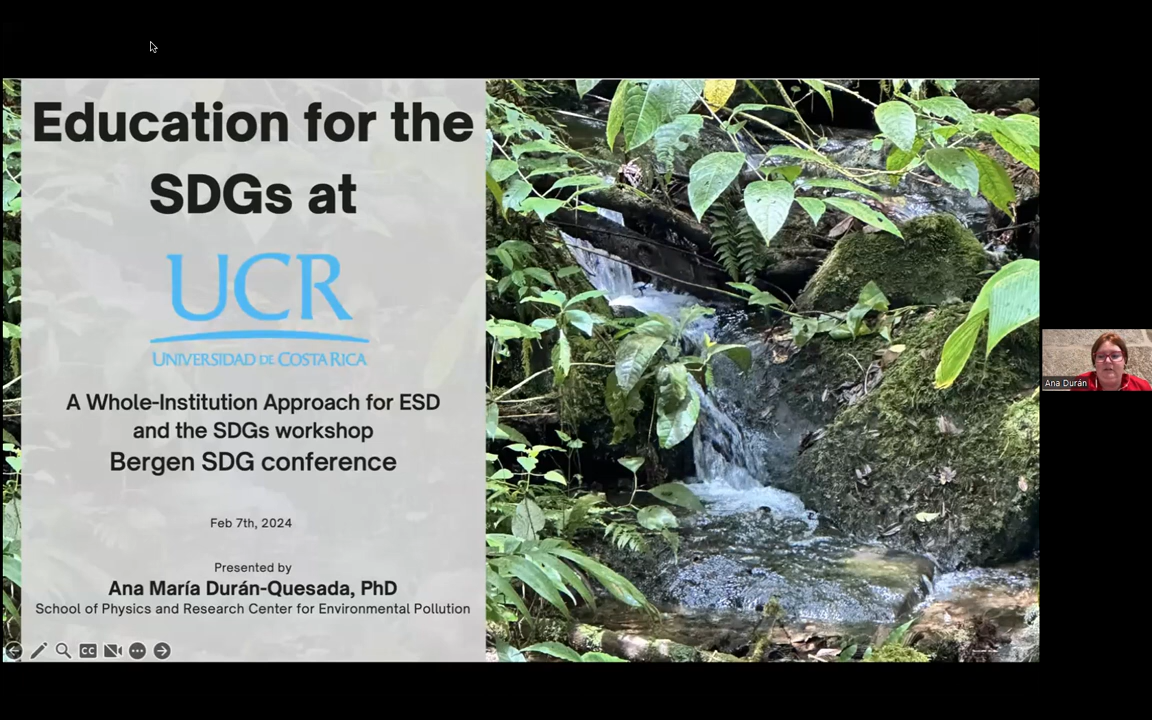 Education for the
SDGs at
UCR
UNIVERSIDAD DE COSTA RICA
A Whole-Institution Approach for ESD
and the SDGs workshop
Bergen SDG conference
Feb 7th, 2024
Presented by
Ana María Durán-Quesada, PhD
School of Physics and Research Center for Environmental Pollution
CC
Ana Durán